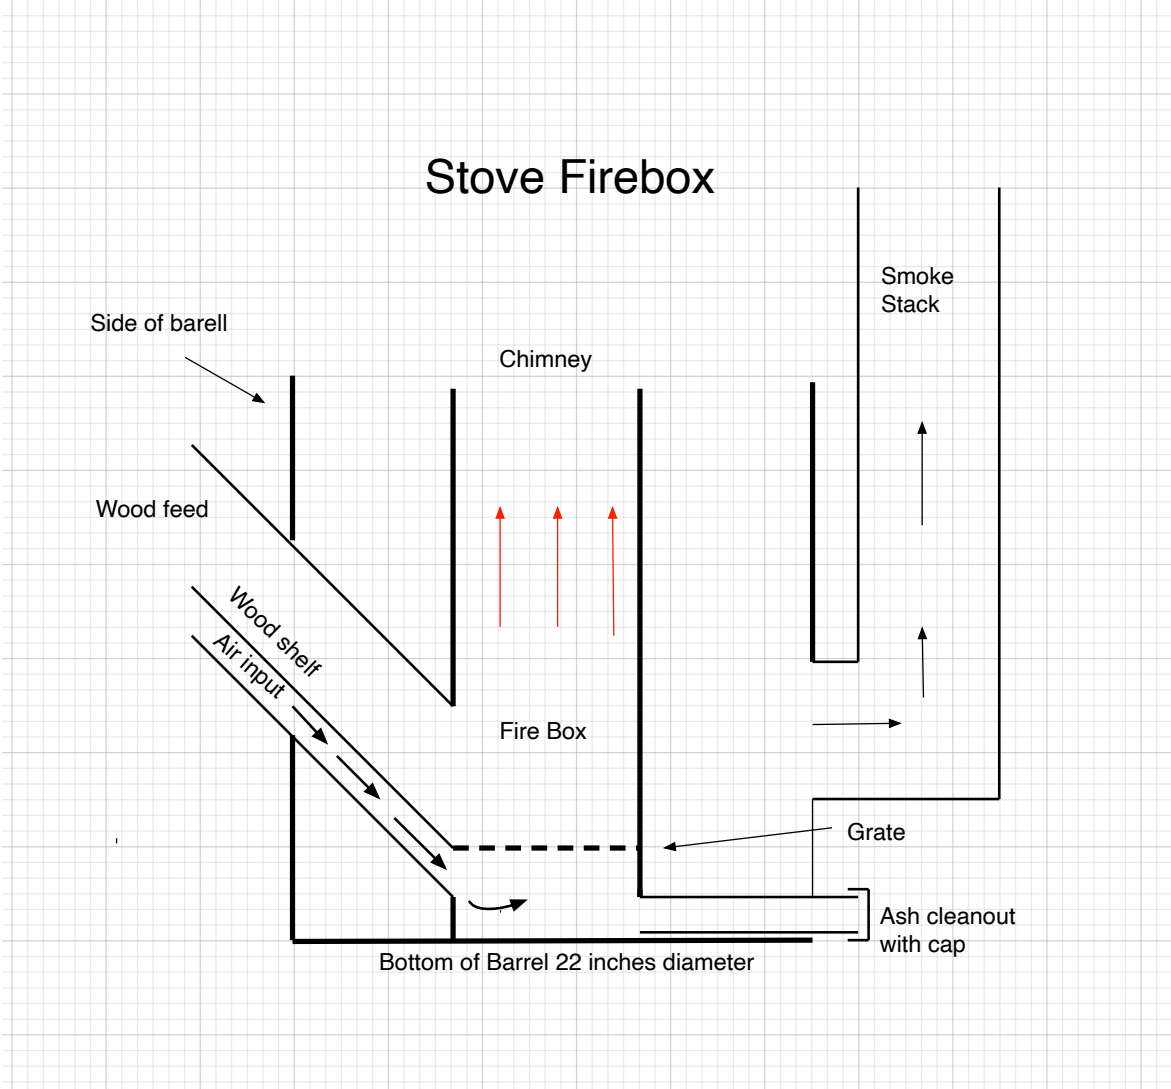 Stove Firebox
Smoke
Stack
Side of barell
Chimney
Wood feed
Wood shelf
Air input
Fire Box
Grate
Ash cleanout
with cap
Bottom of Barrel 22 inches diameter